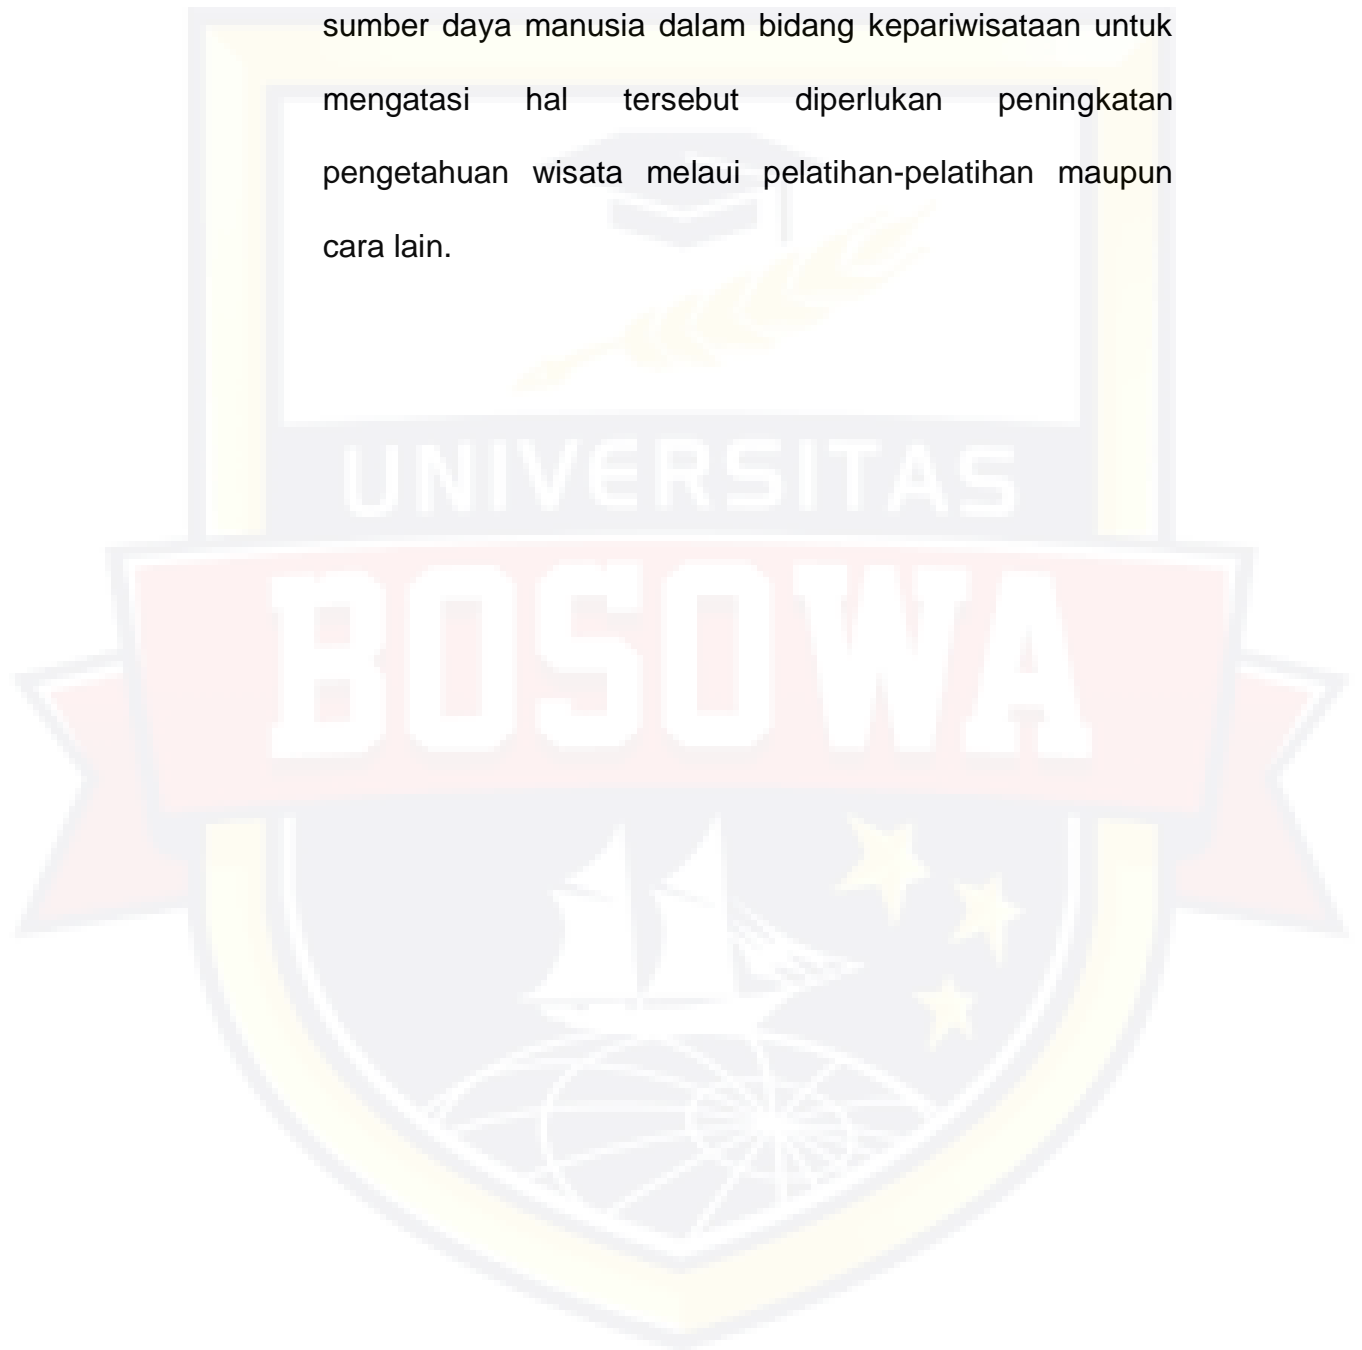 sumber daya manusia dalam bidang kepariwisataan untuk
mengatasi hal tersebut diperlukan peningkatan
pengetahuan wisata melaui pelatihan-pelatihan maupun
cara lain.
UNIVERSITAS
BOSOWA